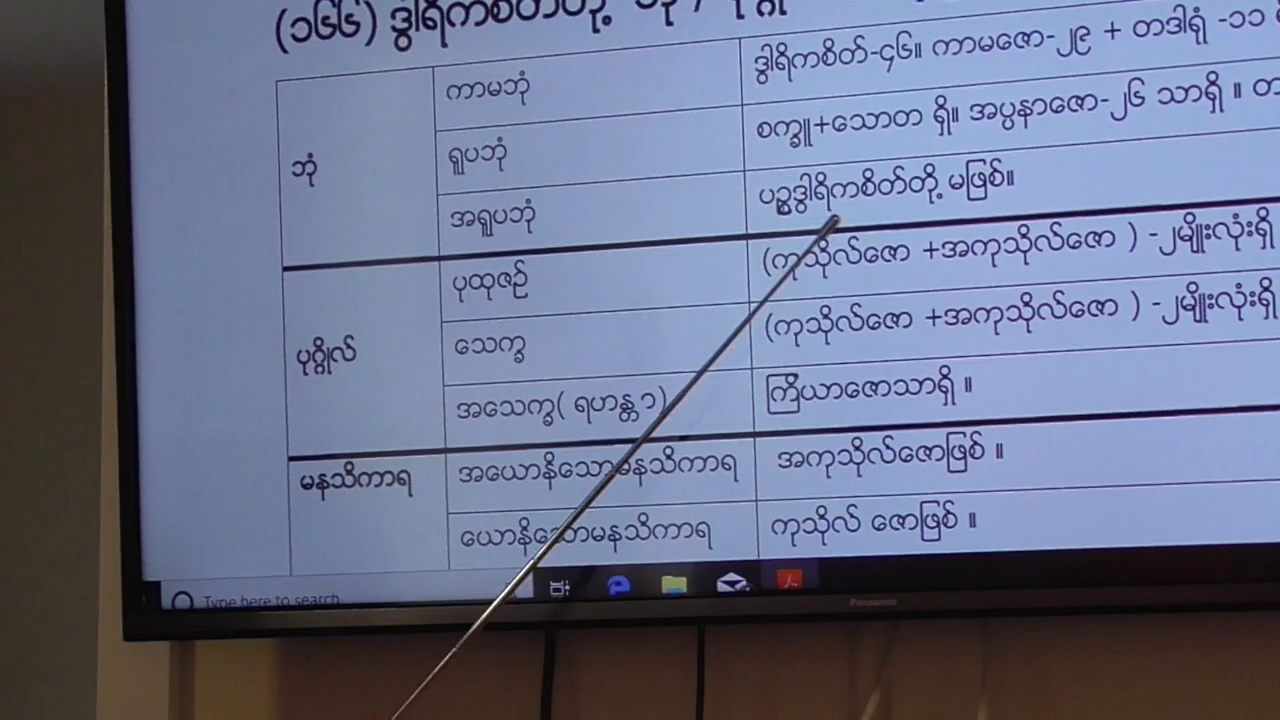 (၁၆၆) ဒွါရိကစိတ်တို့
ဘုံ
ကာမဘုံ
ဒွါရိကစိတ်-၄၆။ ကာမဇော-၂၉ + တဒါရုံ -၁၁
ရူပဘုံ
စက္ခု+သောတ ရှိ။ အပ္ပနာဇော-၂၆ သာရှိ ။
အရူပဘုံ
ပဉ္စဒွါရိကစိတ်တို့ မဖြစ်။
ပုဂ္ဂိုလ်
ပုထုဇဉ်
(ကုသိုလ်ဇော +အကုသိုလ်ဇော ) -၂မျိုးလုံးရှိ
သေက္ခ
(ကုသိုလ်ဇော +အကုသိုလ်ဇော ) -၂မျိုးလုံးရှိ
အသေက္ခ( ရဟန္တာ)
ကြိယာဇောသာရှိ ။
မနသိကာရ
အယောနိသောမနသိကာရ
အကုသိုလ်ဇောဖြစ် ။
ယောနိသောမနသိကာရ
ကုသိုလ် ဇောဖြစ် ။
Type here to search
Panasonic